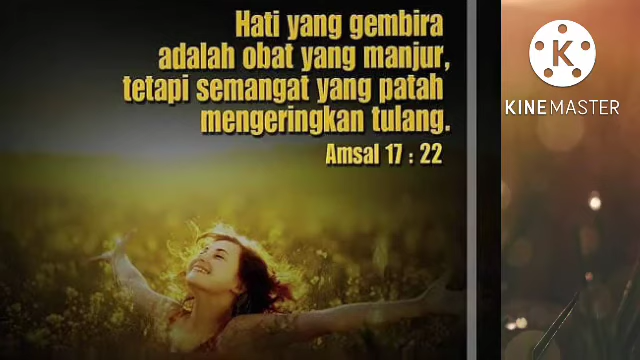 Hati yang gembira
adalah obat yang manjur,
tetapi semangat yang patah
mengeringkan tulang.
Amsal 17 : 22
K
KINEMASTER